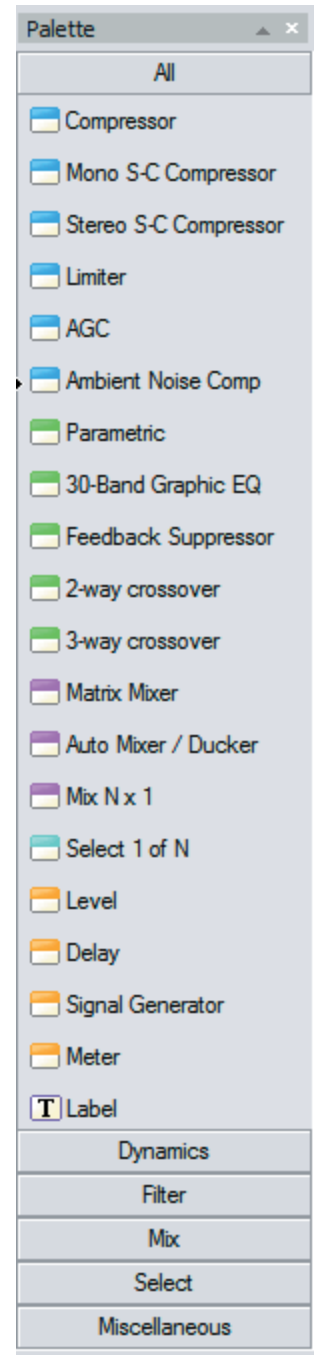 Palette
All
Compressor
Mono S-C Compressor
Stereo S-C Compressor
Limiter
AGC
Ambient Noise Comp
Parametric
30-Band Graphic EQ
Feedback Suppressor
2-way crossover
3-way crossover
Matrix Mixer
Auto Mixer / Ducker
Mix N x 1
Select 1 of N
Level
Delay
Signal Generator
Meter
T Label
Dynamics
Filter
Mix
Select
Miscellaneous